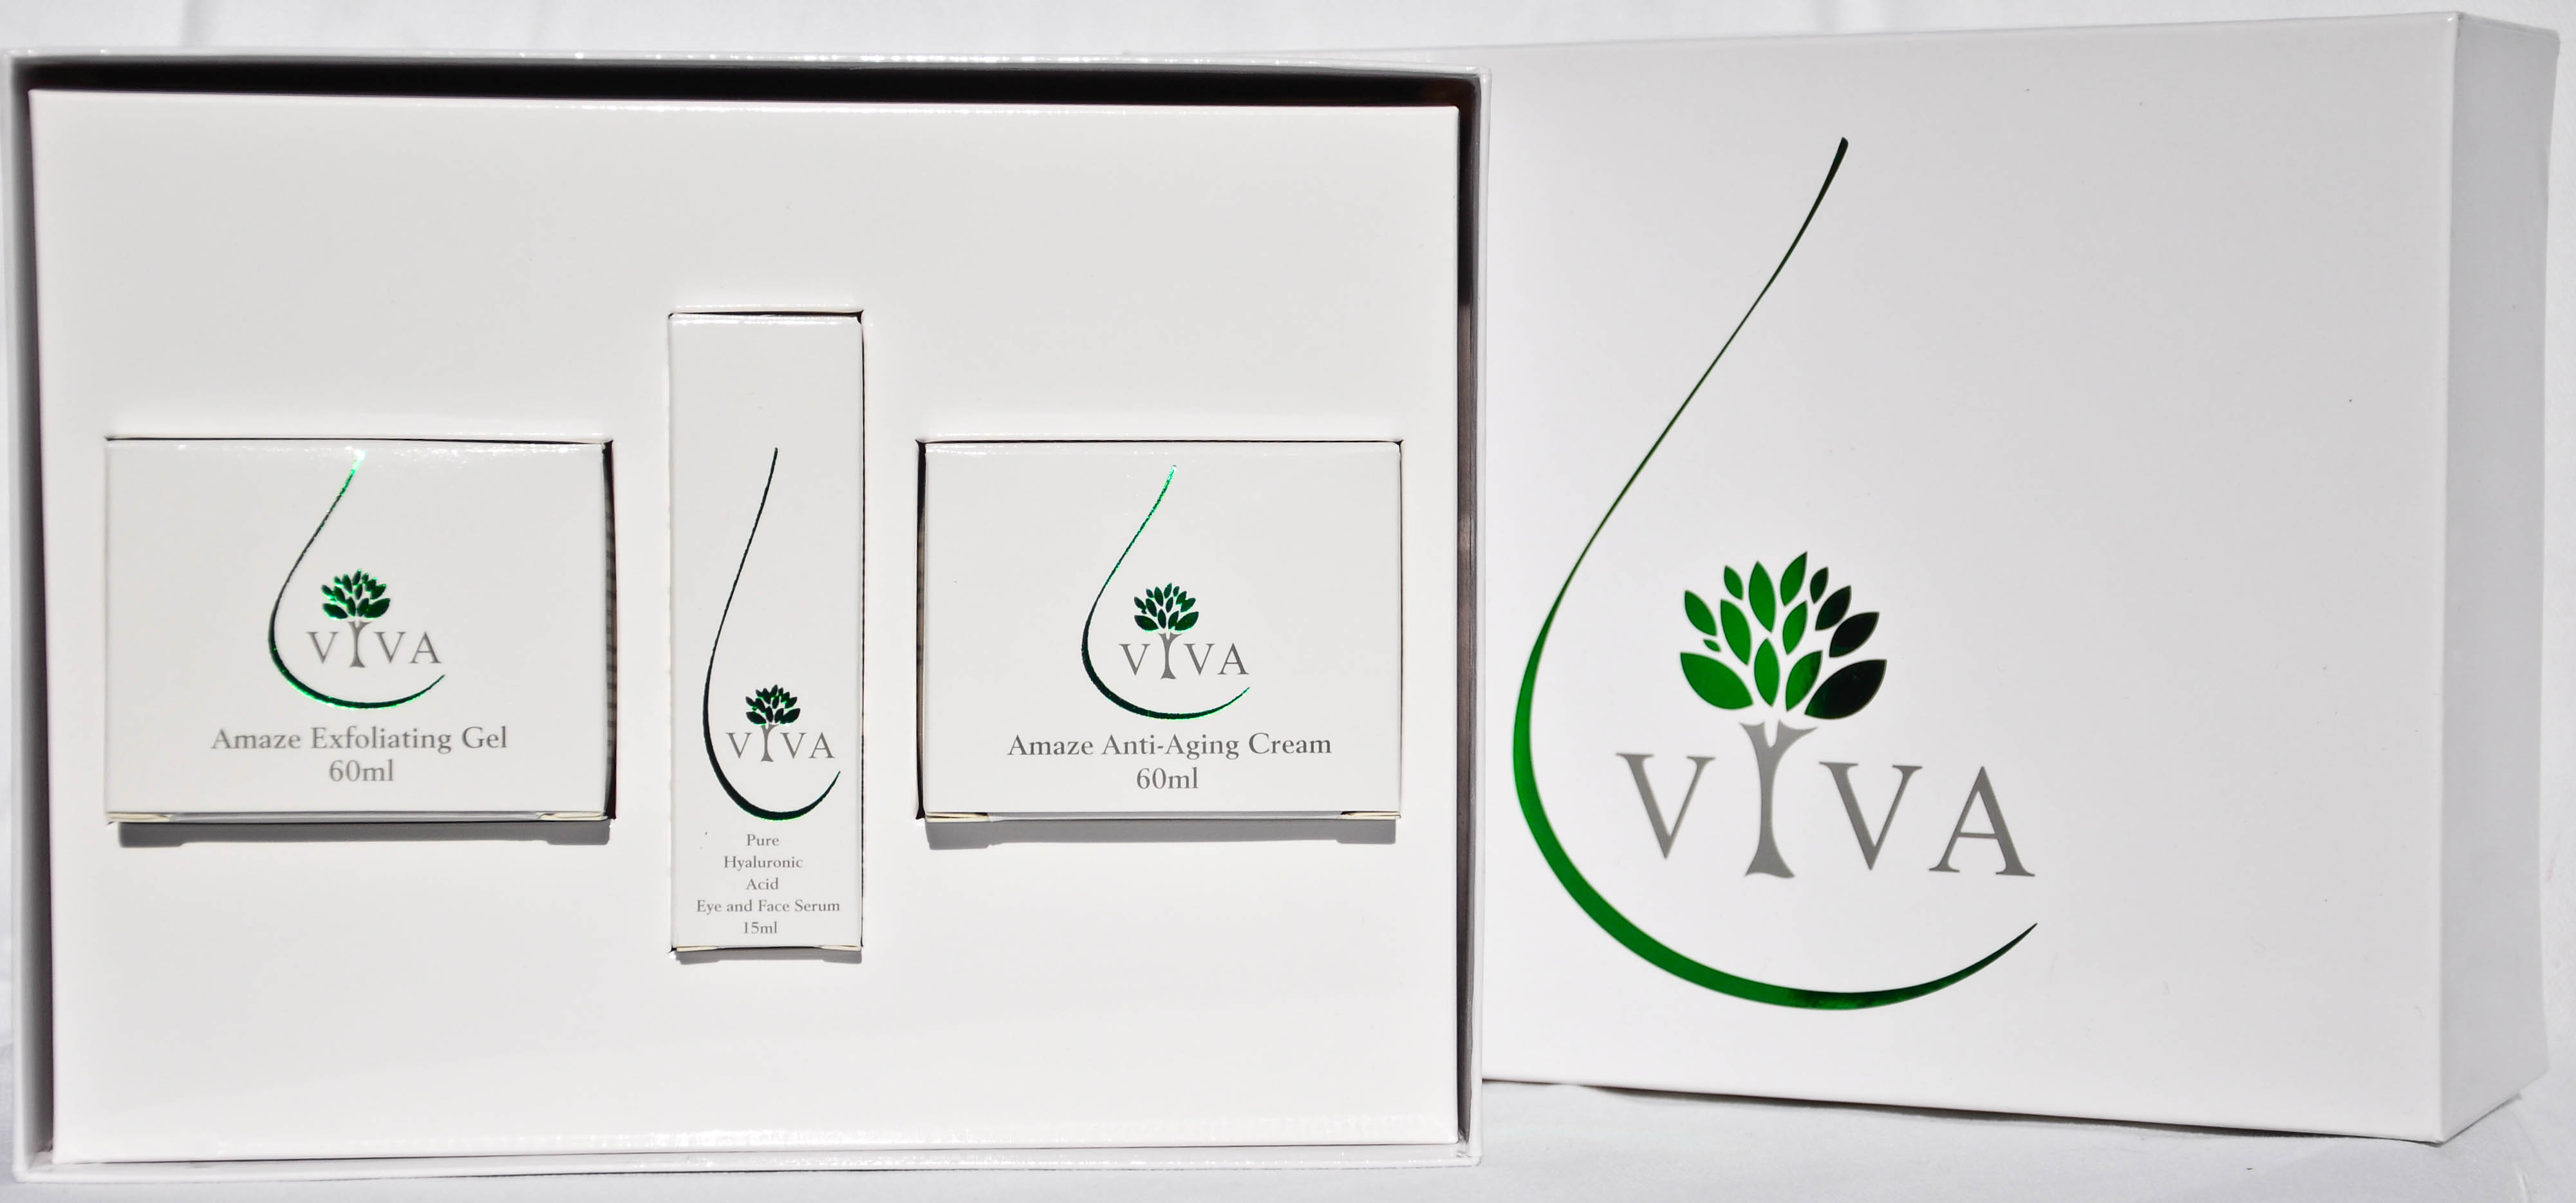 VIVA
Amaze Exfoliating Gel
60ml
VIVA
Pure
Hyaluronic
Acid
Eye and Face Serum
15ml
VIVA
Amaze Anti-Aging Cream
60ml
VIVA